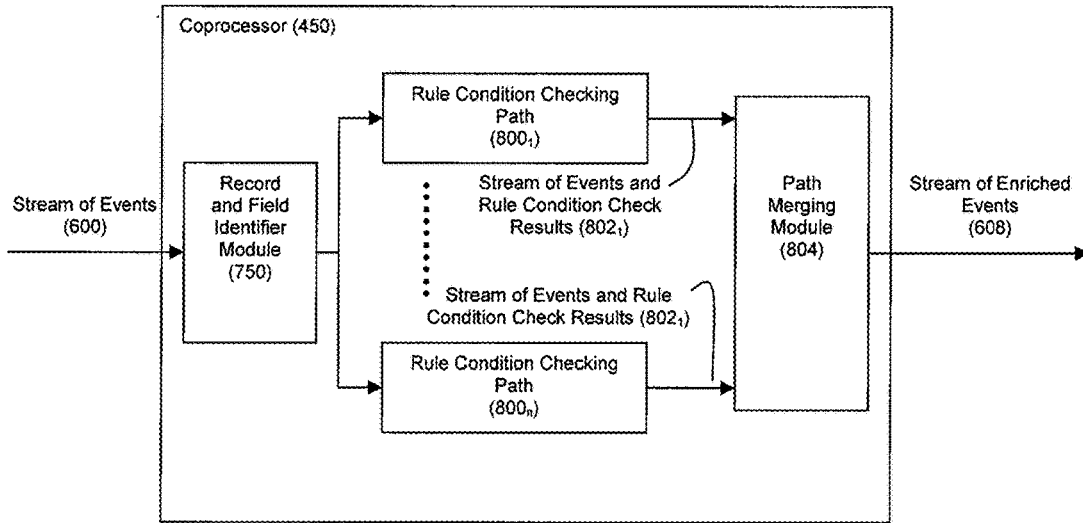 Coprocessor (450)
Rule Condition Checking
Path
(800₁)
Stream of Events
(600)
Record
and Field
Identifier
Module
(750)
Stream of Events and
Rule Condition Check
Results (802₁)
Path
Merging
Module
(804)
Stream of Enriched
Events
(608)
Stream of Events and Rule
Condition Check Results (802₁)
Rule Condition Checking
Path
(800ₙ)